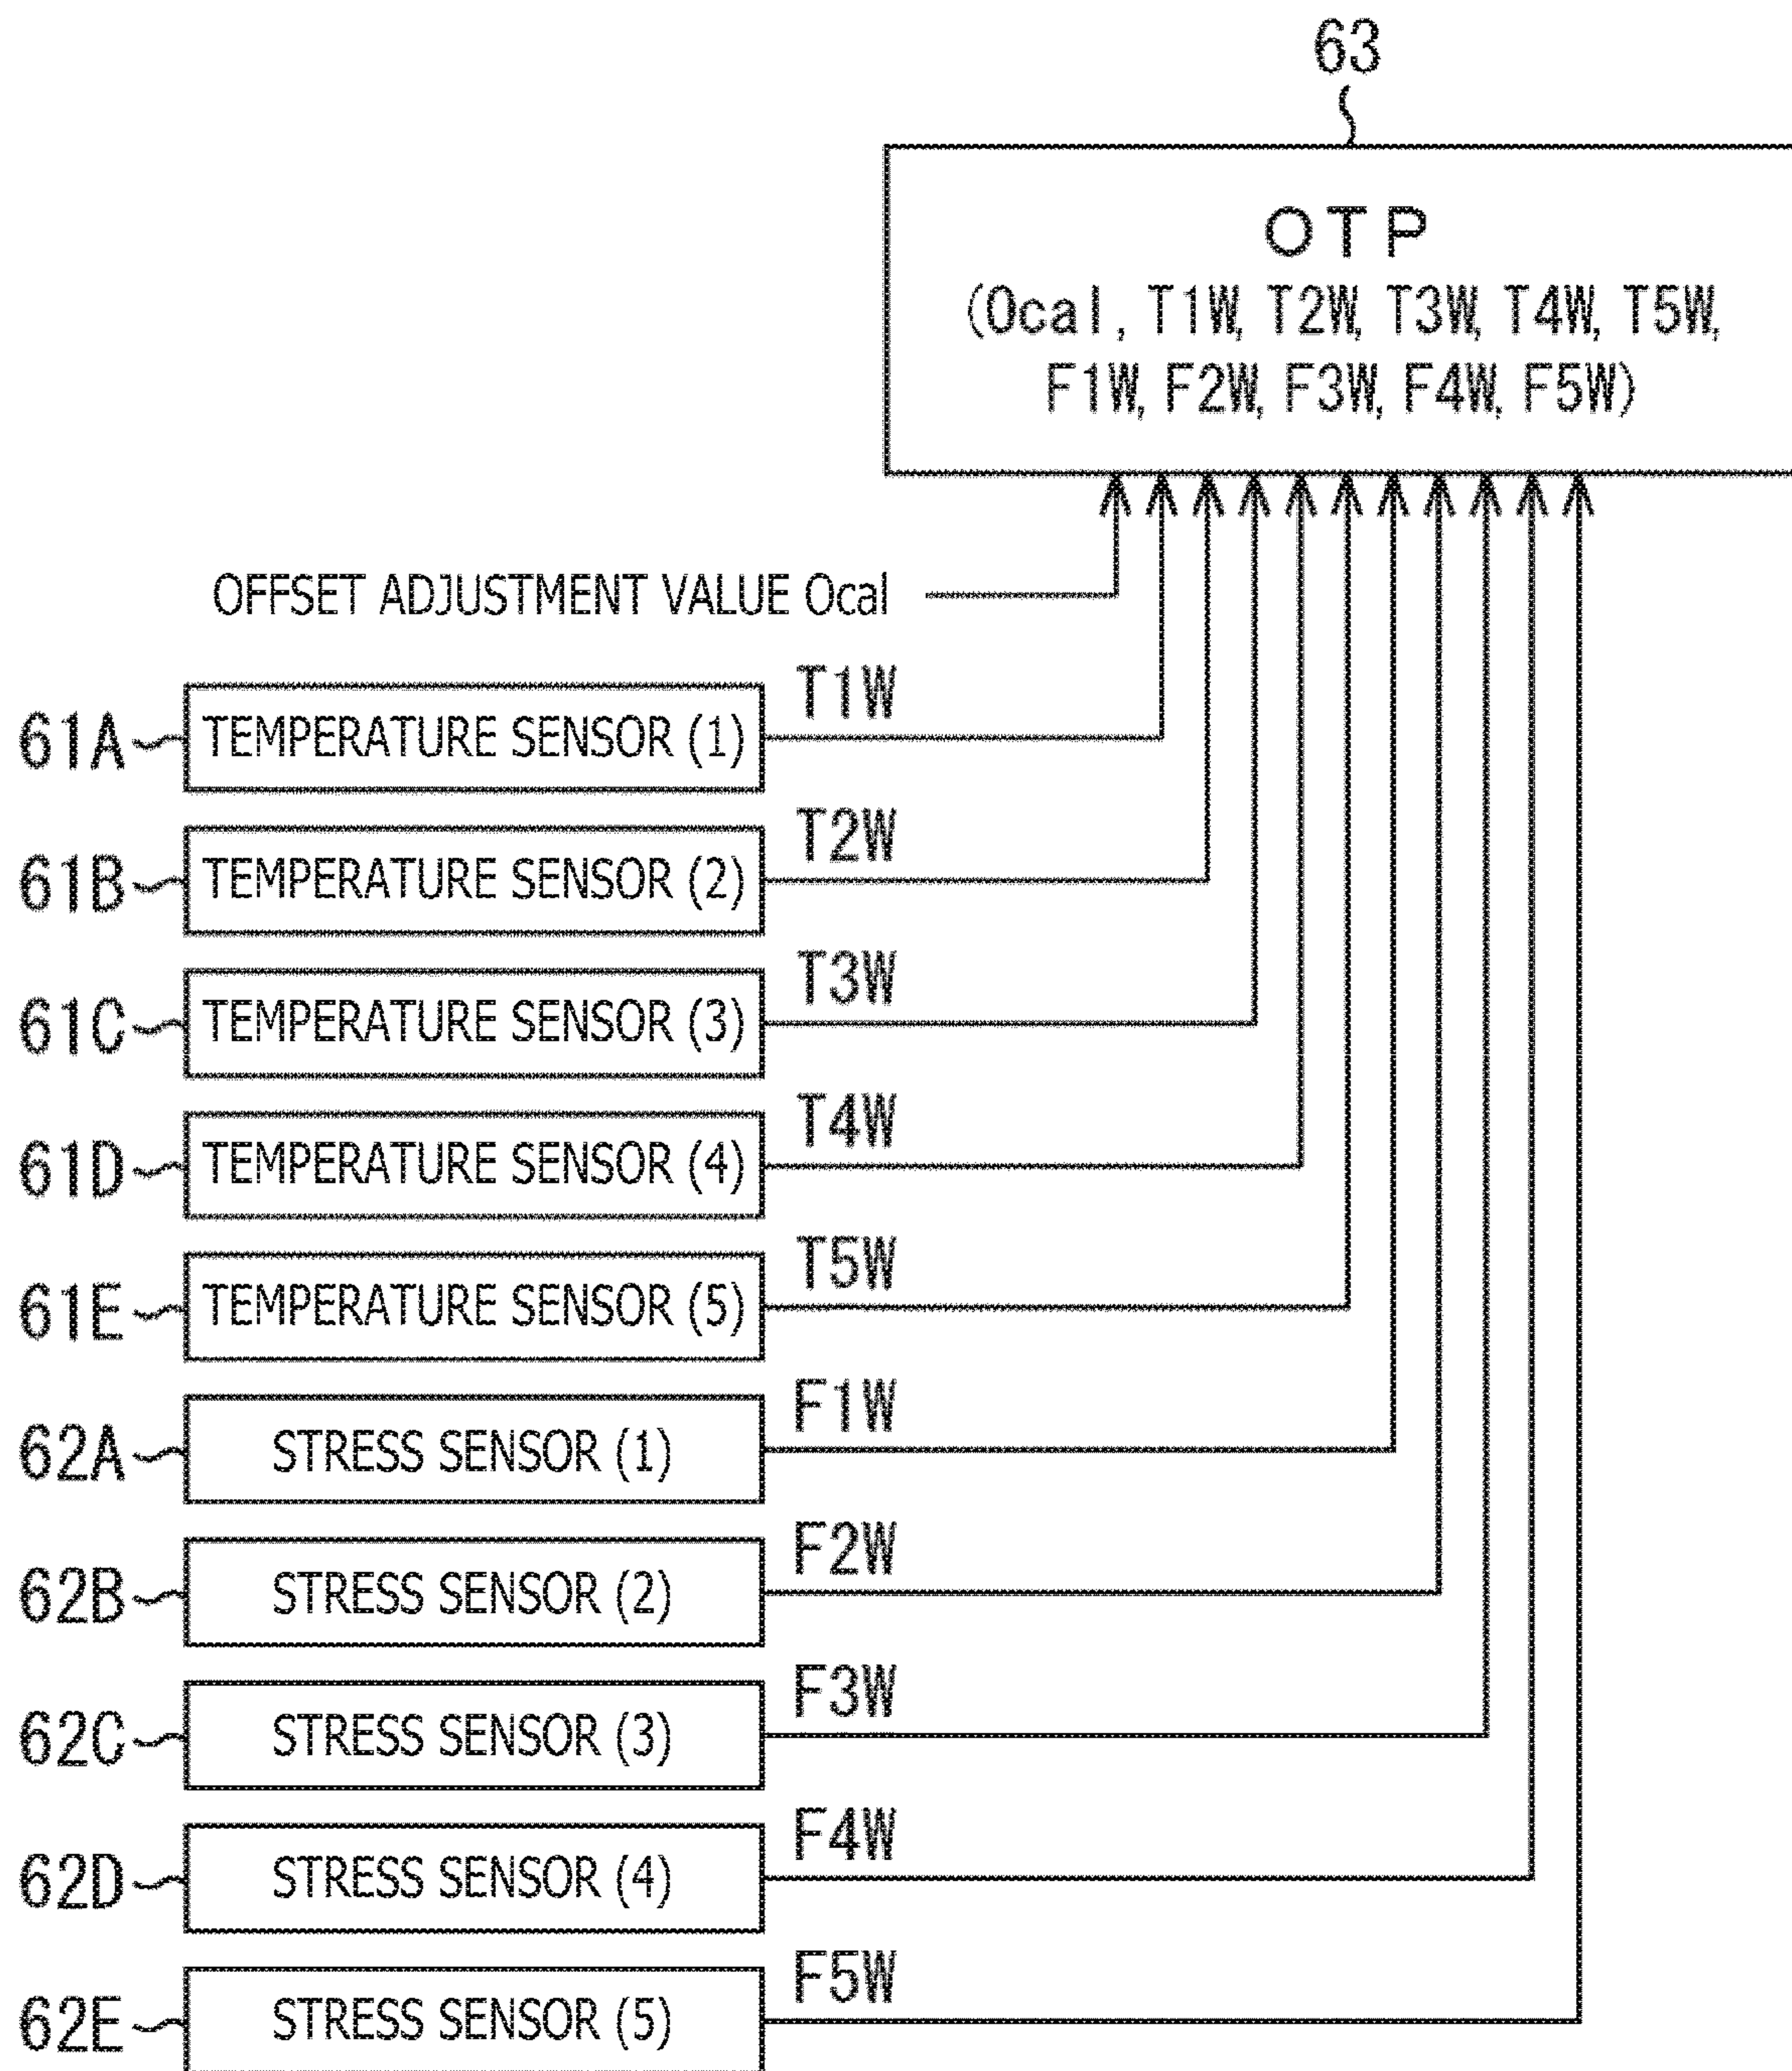 63
OTP
(Ocal, T1W, T2W, T3W, T4W, T5W,
F1W, F2W, F3W, F4W, F5W)
OFFSET ADJUSTMENT VALUE Ocal
61A TEMPERATURE SENSOR (1) T1W
61B TEMPERATURE SENSOR (2) T2W
61C TEMPERATURE SENSOR (3) T3W
61D TEMPERATURE SENSOR (4) T4W
61E TEMPERATURE SENSOR (5) T5W
62A STRESS SENSOR (1) F1W
62B STRESS SENSOR (2) F2W
62C STRESS SENSOR (3) F3W
62D STRESS SENSOR (4) F4W
62E STRESS SENSOR (5) F5W